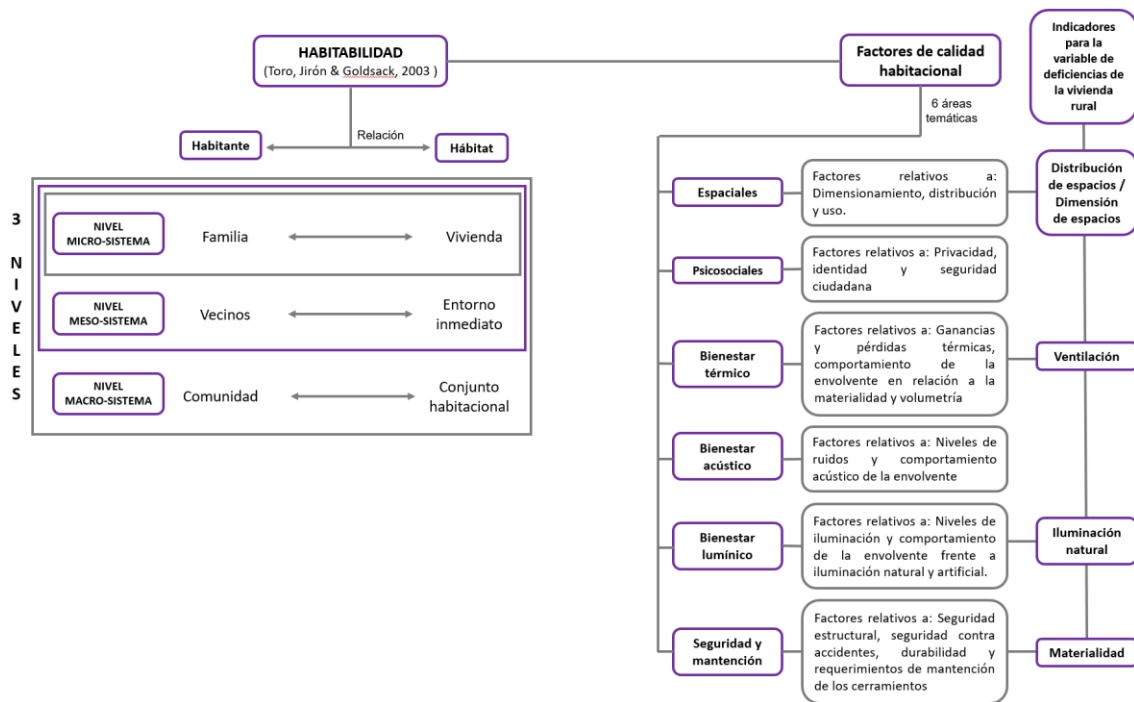 HABITABILIDAD
(Toro, Jirón & Goldsack, 2003 )
Relación
Habitante
Hábitat
3 NIVELES
NIVEL
MICRO-SISTEMA
Familia
Vivienda
NIVEL
MESO-SISTEMA
Vecinos
Entorno
inmediato
NIVEL
MACRO-SISTEMA
Comunidad
Conjunto
habitacional
Factores de calidad
habitacional
6 áreas
temáticas
Indicadores
para la
variable de
deficiencias de
la vivienda
rural
Espaciales
Factores relativos a:
Dimensionamiento, distribución
y uso.
Distribución
de espacios /
Dimensión
de espacios
Psicosociales
Factores relativos a: Privacidad,
identidad y seguridad
ciudadana
Bienestar
térmico
Factores relativos a: Ganancias
y pérdidas térmicas,
comportamiento de la
envolvente en relación a la
materialidad y volumetría
Ventilación
Bienestar
acústico
Factores relativos a: Niveles de
ruidos y comportamiento
acústico de la envolvente
Bienestar
lumínico
Factores relativos a: Niveles de
iluminación y comportamiento
de la envolvente frente a
iluminación natural y artificial.
Iluminación
natural
Seguridad y
mantención
Factores relativos a: Seguridad
estructural, seguridad contra
accidentes, durabilidad y
requerimientos de mantención
de los cerramientos
Materialidad